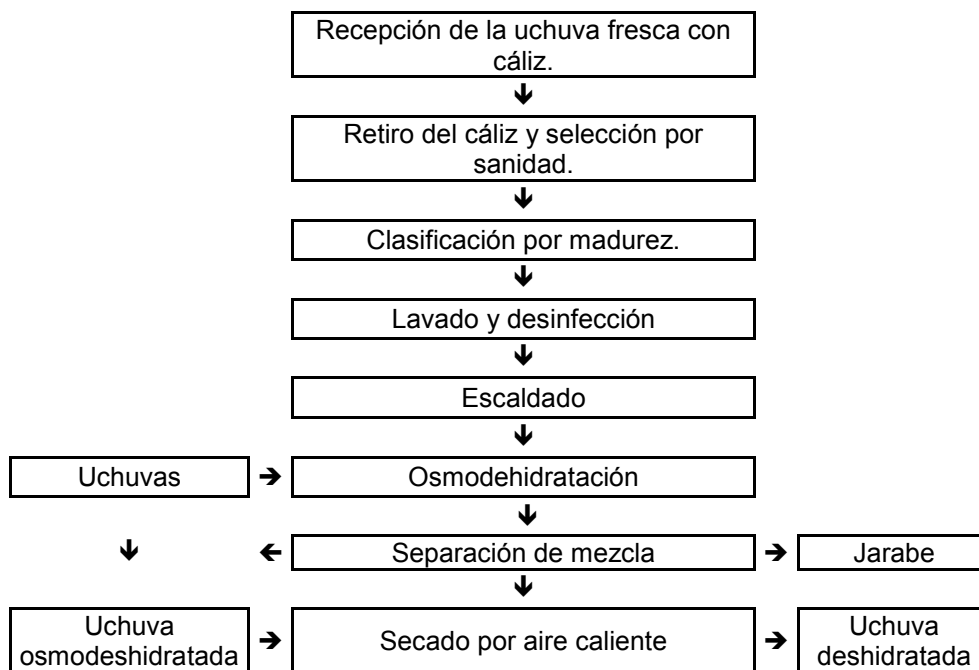 Recepción de la uchuva fresca con
cáliz.
Retiro del cáliz y selección por
sanidad.
Clasificación por madurez.
Lavado y desinfección
Escaldado
Uchuvas
Osmodehidratación
Separación de mezcla
Jarabe
Uchuva
osmodeshidratada
Secado por aire caliente
Uchuva
deshidratada